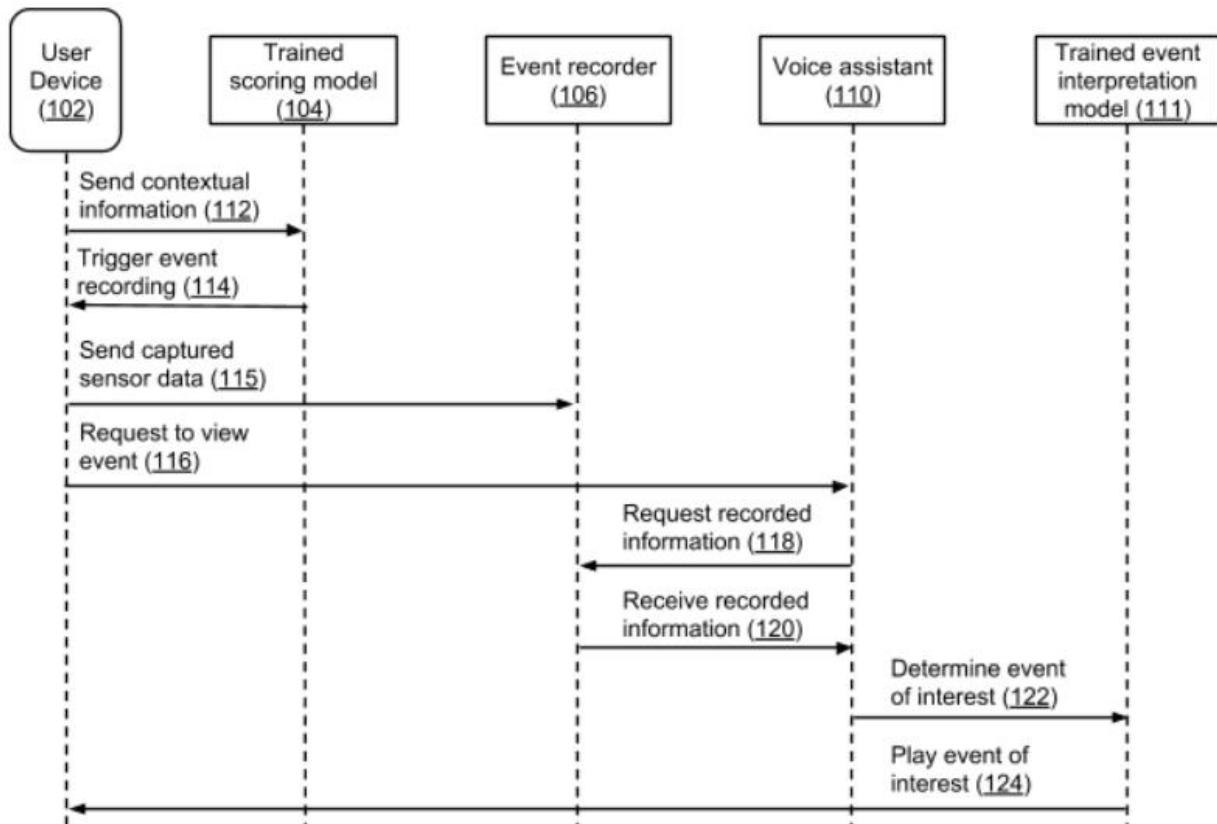 User
Device
(102)
Trained
scoring model
(104)
Event recorder
(106)
Voice assistant
(110)
Trained event
interpretation
model (111)
Send contextual
information (112)
Trigger event
recording (114)
Send captured
sensor data (115)
Request to view
event (116)
Request recorded
information (118)
Receive recorded
information (120)
Determine event
of interest (122)
Play event of
interest (124)